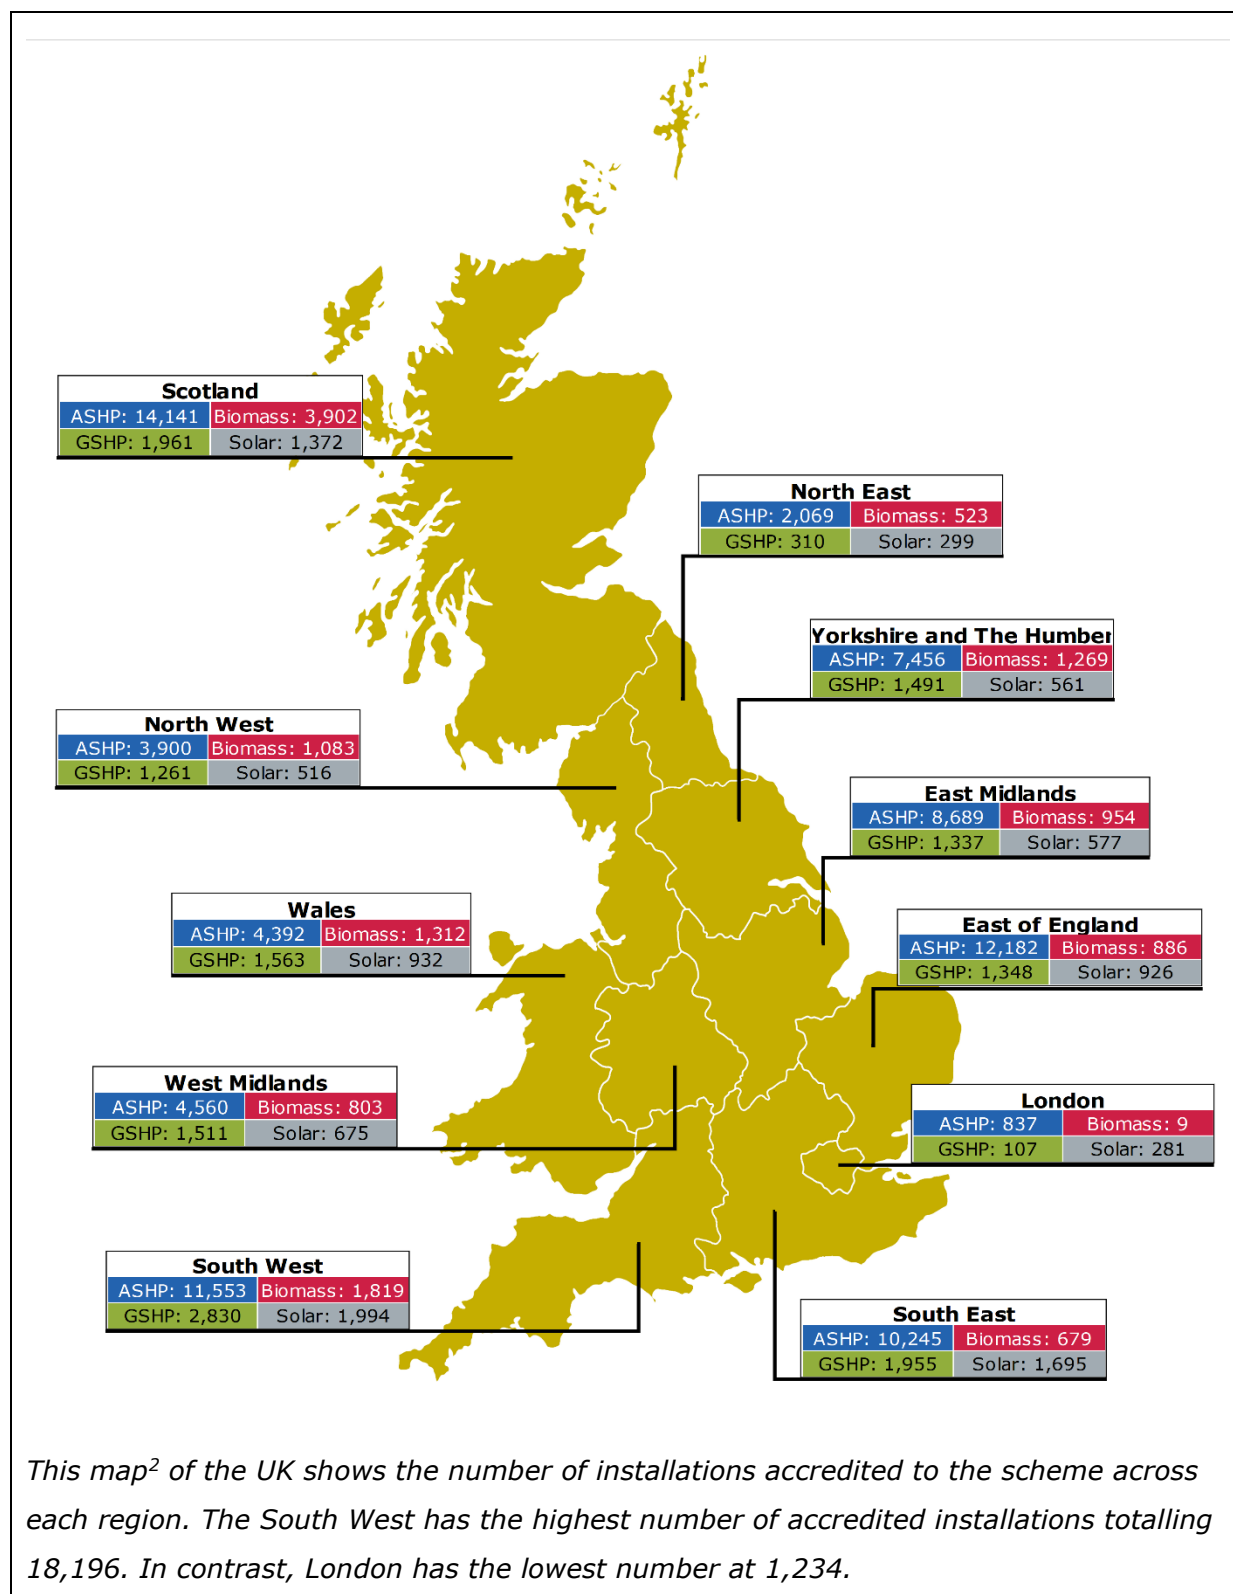 Scotland
ASHP: 14,141 Biomass: 3,902
GSHP: 1,961 Solar: 1,372
North East
ASHP: 2,069 Biomass: 523
GSHP: 310 Solar: 299
Yorkshire and The Humber
ASHP: 7,456 Biomass: 1,269
GSHP: 1,491 Solar: 561
North West
ASHP: 3,900 Biomass: 1,083
GSHP: 1,261 Solar: 516
East Midlands
ASHP: 8,689 Biomass: 954
GSHP: 1,337 Solar: 577
Wales
ASHP: 4,392 Biomass: 1,312
GSHP: 1,563 Solar: 932
East of England
ASHP: 12,182 Biomass: 886
GSHP: 1,348 Solar: 926
West Midlands
ASHP: 4,560 Biomass: 803
GSHP: 1,511 Solar: 675
London
ASHP: 837 Biomass: 9
GSHP: 107 Solar: 281
South West
ASHP: 11,553 Biomass: 1,819
GSHP: 2,830 Solar: 1,994
South East
ASHP: 10,245 Biomass: 679
GSHP: 1,955 Solar: 1,695
This map² of the UK shows the number of installations accredited to the scheme across
each region. The South West has the highest number of accredited installations totalling
18,196. In contrast, London has the lowest number at 1,234.